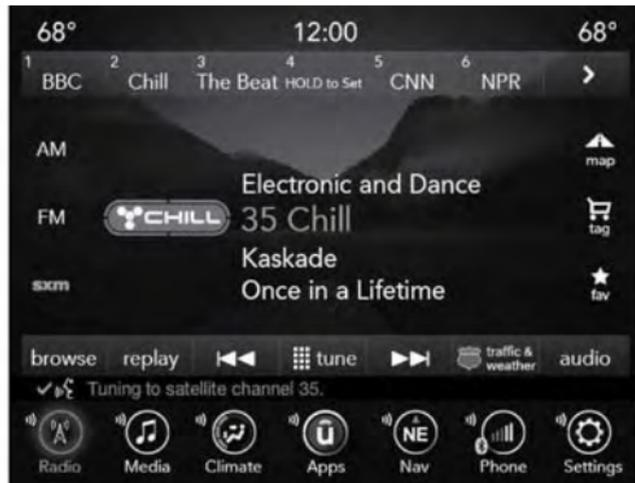 68° 12:00 68°
1 BBC 2 Chill 3 The Beat 4 HOLD to Set 5 CNN 6 NPR
AM
map
Electronic and Dance
FM CHILL 35 Chill
tag
Kaskade
sxm Once in a Lifetime
fav
browse replay tune traffic & weather audio
Tuning to satellite channel 35.
A ū NE
Radio Media Climate Apps Nav Phone Settings